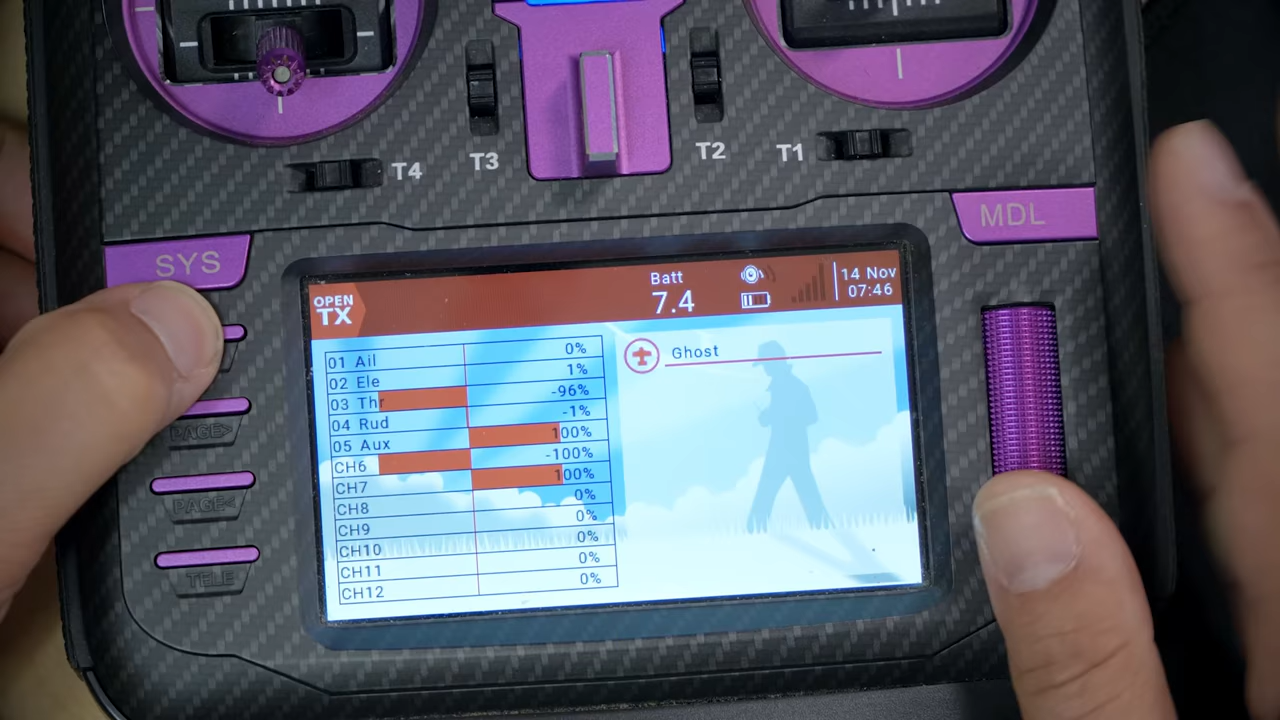 T4
T3
T2
T1
SYS
MDL
OPEN
TX
Batt
7.4
14 Nov
07:46
01 Ail 0%
02 Ele 1%
03 Thr -96%
04 Rud -1%
05 Aux 100%
CH6 -100%
CH7 100%
CH8 0%
CH9 0%
CH10 0%
CH11 0%
CH12 0%
Ghost
PAGE>
PAGE<
TELE